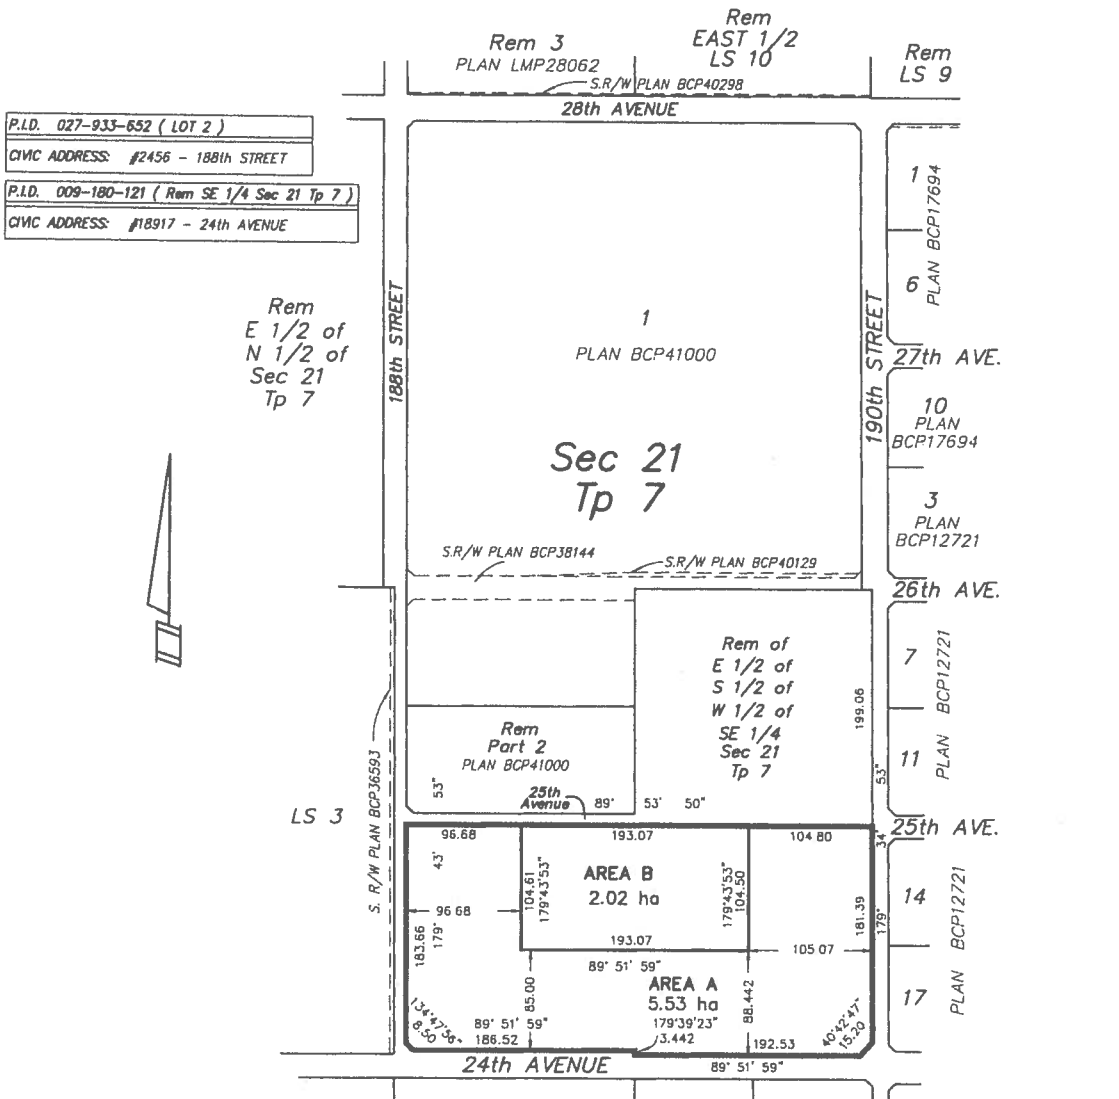 Rem 3
PLAN LMP28062
Rem
EAST 1/2
LS 10
Rem
LS 9
S.R/W PLAN BCP40298
28th AVENUE
P.I.D. 027-933-652 ( LOT 2 )
CIVIC ADDRESS: #2456 - 188th STREET
P.I.D. 009-180-121 ( Rem SE 1/4 Sec 21 Tp 7 )
CIVIC ADDRESS: #18917 - 24th AVENUE
1
6
PLAN BCP17694
Rem
E 1/2 of
N 1/2 of
Sec 21
Tp 7
188th STREET
1
PLAN BCP41000
190th STREET
27th AVE.
10
PLAN
BCP17694
Sec 21
Tp 7
3
PLAN
BCP12721
S.R/W PLAN BCP38144
S.R/W PLAN BCP40129
26th AVE.
Rem of
E 1/2 of
S 1/2 of
W 1/2 of
SE 1/4
Sec 21
Tp 7
199.06
7
11
PLAN BCP12721
Rem
Part 2
PLAN BCP41000
53"
53"
25th
Avenue
89° 53' 50"
LS 3
S. R/W PLAN BCP36593
25th AVE.
34'
96.68
193.07
104.80
43'
104.61
179°43'53"
AREA B
2.02 ha
179°43'53"
104.50
14
17
PLAN BCP12721
96.68
183.66
179°
193.07
181.39
179°
105.07
89° 51' 59"
AREA A
5.53 ha
85.00
88.442
134°47'56"
8.50
89° 51' 59"
186.52
179°39'23"
3.442
192.53
40°42'47"
15.20
24th AVENUE
89° 51' 59"